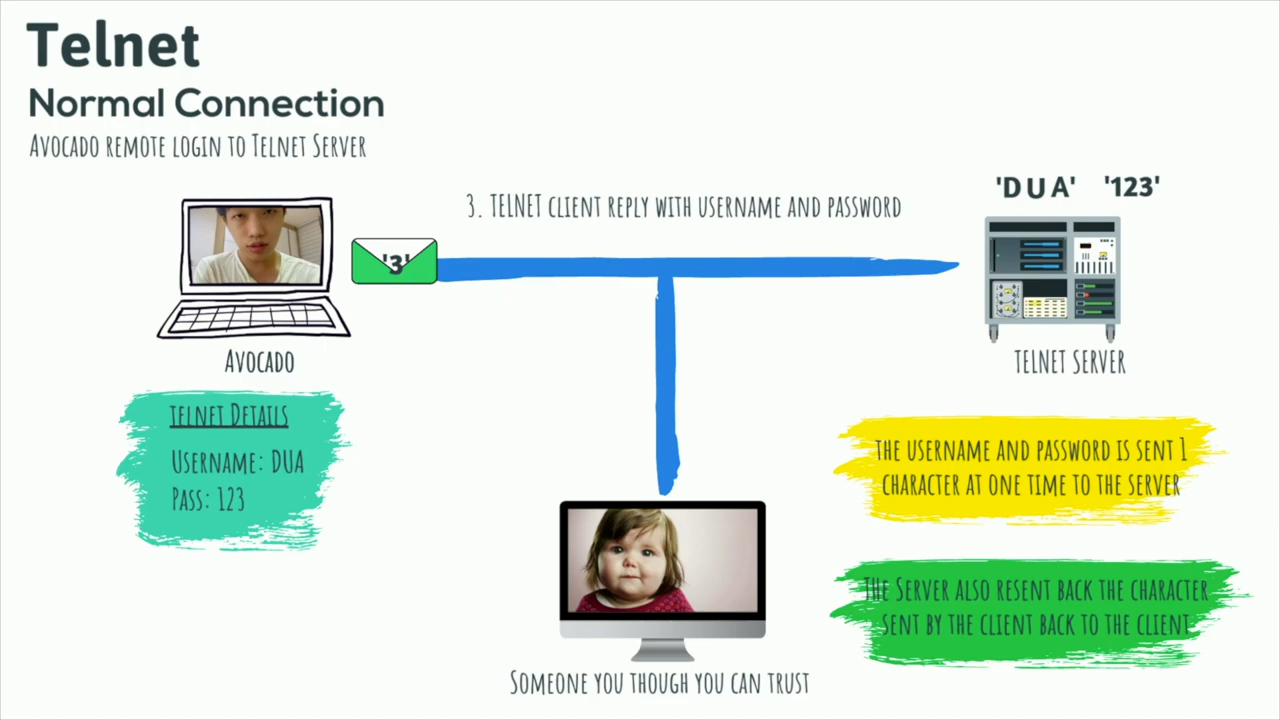 Telnet
Normal Connection
Avocado remote login to Telnet Server
'D U A' '123'
3. TELNET client reply with username and password
'3'
Avocado
TELNET SERVER
telnet Details
Username: DUA
Pass: 123
the username and password is sent 1
character at one time to the server
The Server also resent back the character
sent by the client back to the client
Someone you though you can trust